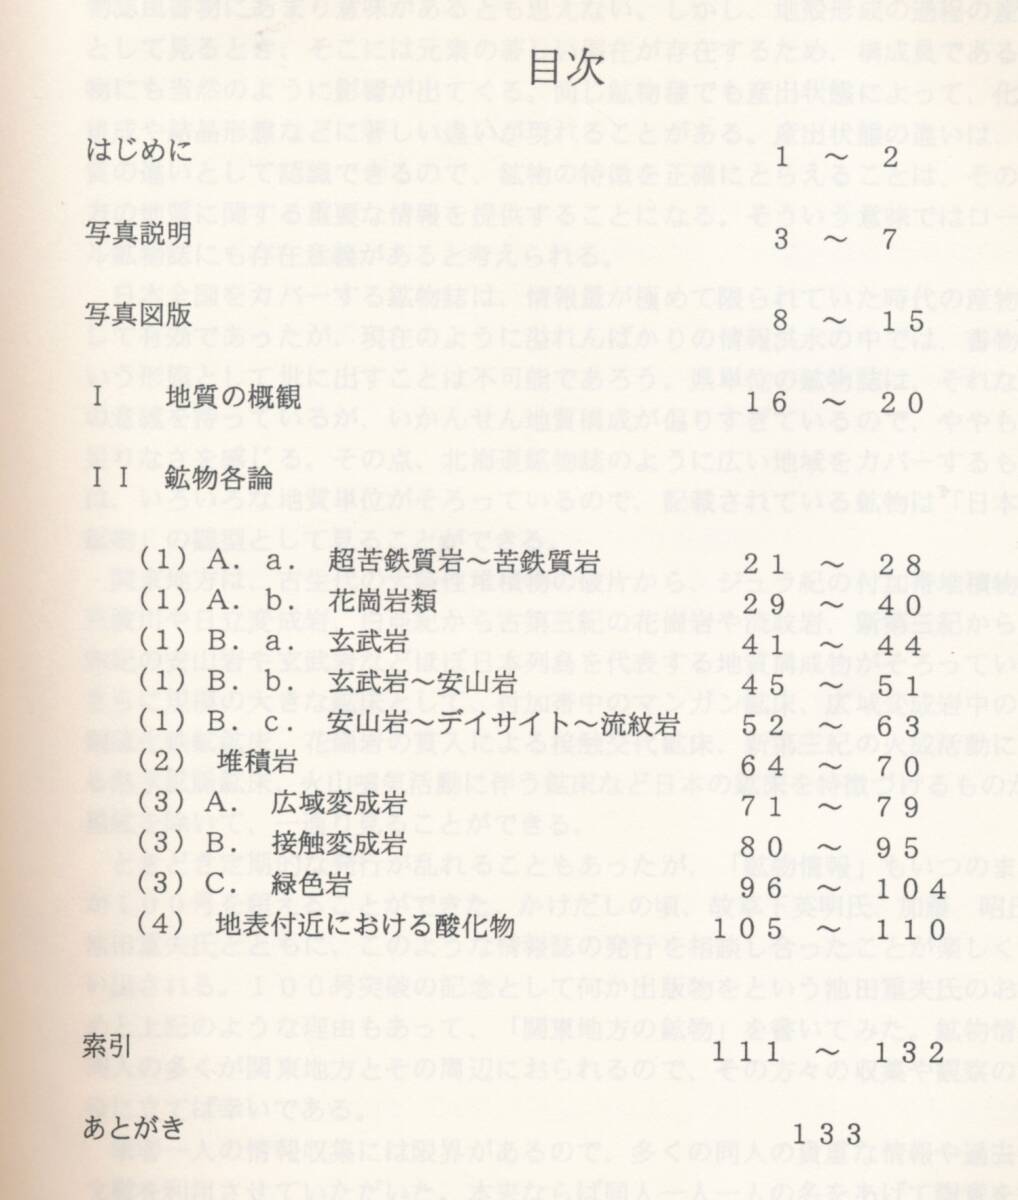 目次
はじめに 1 ～ 2
写真説明 3 ～ 7
写真図版 8 ～ 15
I 地質の概観 16 ～ 20
II 鉱物各論
(1) A. a. 超苦鉄質岩～苦鉄質岩 21 ～ 28
(1) A. b. 花崗岩類 29 ～ 40
(1) B. a. 玄武岩 41 ～ 44
(1) B. b. 玄武岩～安山岩 45 ～ 51
(1) B. c. 安山岩～デイサイト～流紋岩 52 ～ 63
(2) 堆積岩 64 ～ 70
(3) A. 広域変成岩 71 ～ 79
(3) B. 接触変成岩 80 ～ 95
(3) C. 緑色岩 96 ～ 104
(4) 地表付近における酸化物 105 ～ 110
索引 111 ～ 132
あとがき 133